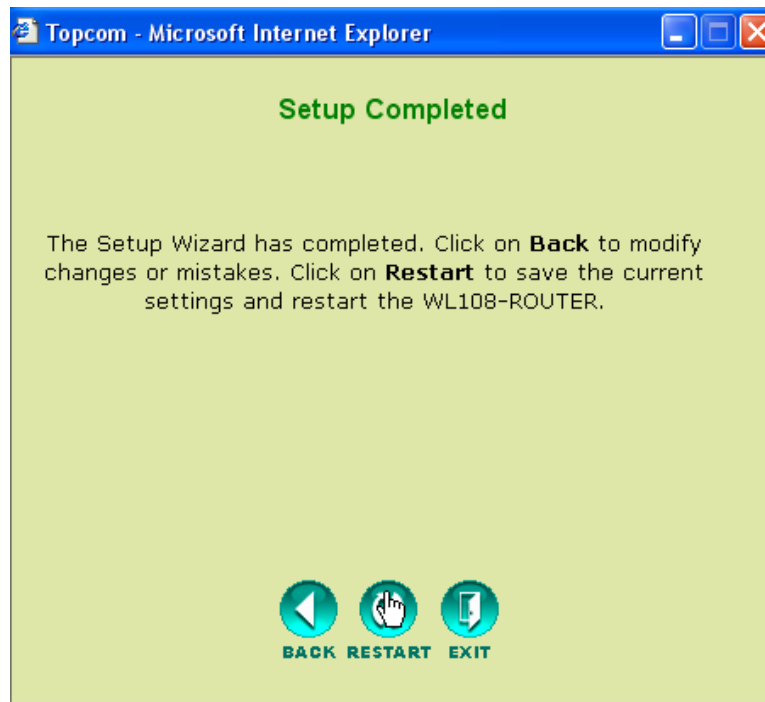 Topcom - Microsoft Internet Explorer
Setup Completed
The Setup Wizard has completed. Click on Back to modify
changes or mistakes. Click on Restart to save the current
settings and restart the WL108-ROUTER.
BACK RESTART EXIT